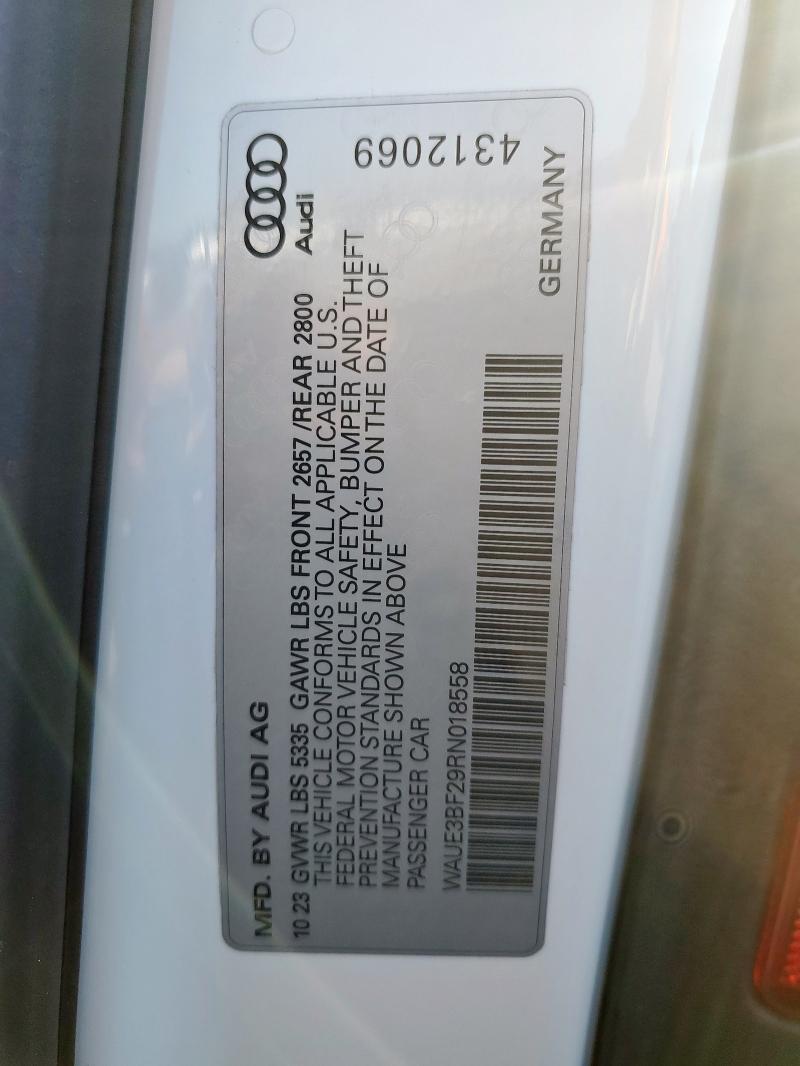 MFD. BY AUDI AG
10 23 GVWR LBS 5335 GAWR LBS FRONT 2657 /REAR 2800
THIS VEHICLE CONFORMS TO ALL APPLICABLE U.S.
FEDERAL MOTOR VEHICLE SAFETY, BUMPER AND THEFT
PREVENTION STANDARDS IN EFFECT ON THE DATE OF
MANUFACTURE SHOWN ABOVE
PASSENGER CAR
WAUE3BF29RN018558
Audi
4312069
GERMANY